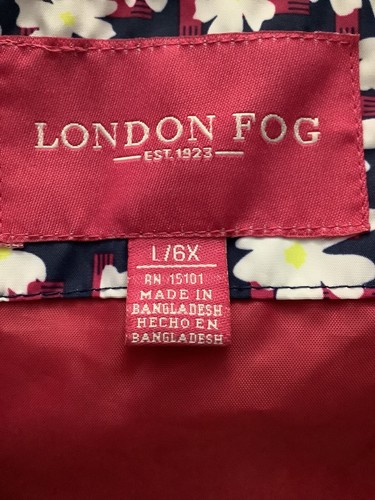 LONDON FOG
EST. 1923
L/6X
RN 15101
MADE IN
BANGLADESH
HECHO EN
BANGLADESH